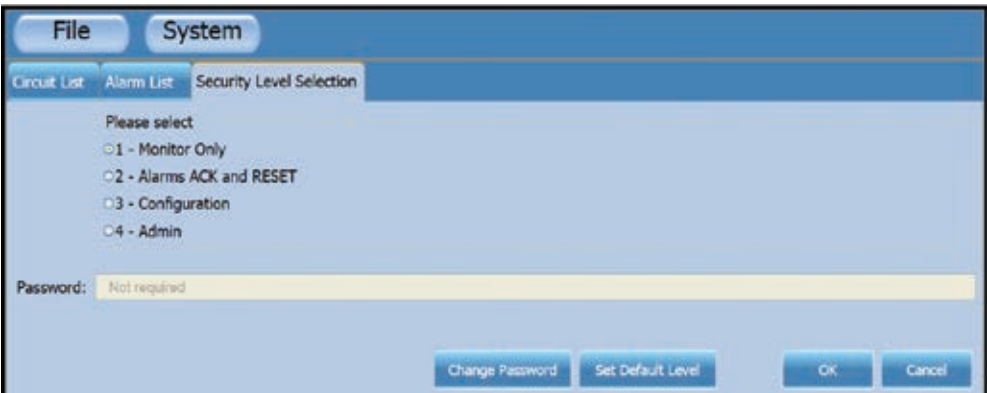 File System
Circuit List Alarm List Security Level Selection
Please select
1 - Monitor Only
2 - Alarms ACK and RESET
3 - Configuration
4 - Admin
Password: Not required
Change Password Set Default Level OK Cancel